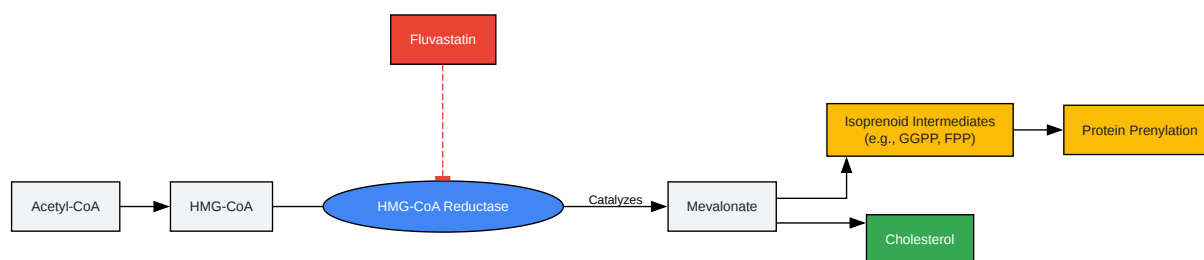 Fluvastatin
Isoprenoid Intermediates
(e.g., GGPP, FPP)
Protein Prenylation
Acetyl-CoA
HMG-CoA
HMG-CoA Reductase
Catalyzes
Mevalonate
Cholesterol